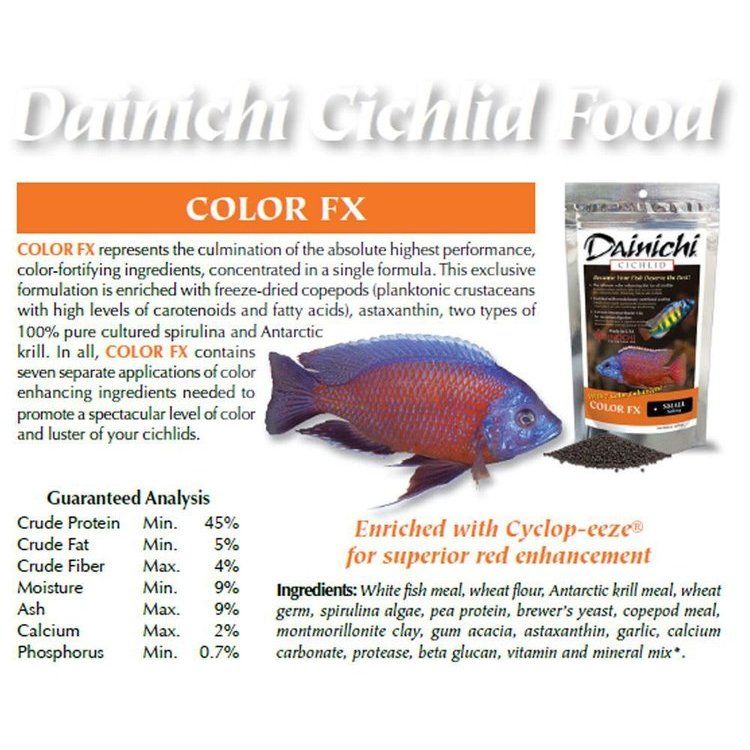 Dainichi Cichlid Food
COLOR FX
COLOR FX represents the culmination of the absolute highest performance,
color-fortifying ingredients, concentrated in a single formula. This exclusive
formulation is enriched with freeze-dried copepods (planktonic crustaceans
with high levels of carotenoids and fatty acids), astaxanthin, two types of
100% pure cultured spirulina and Antarctic
krill. In all, COLOR FX contains
seven separate applications of color
enhancing ingredients needed to
promote a spectacular level of color
and luster of your cichlids.
Dainichi
CICHLID
Because Your Fish Deserve the Best!
COLOR FX
SMALL
Guaranteed Analysis
Crude Protein Min. 45%
Crude Fat Min. 5%
Crude Fiber Max. 4%
Moisture Min. 9%
Ash Max. 9%
Calcium Max. 2%
Phosphorus Min. 0.7%
Enriched with Cyclop-eeze®
for superior red enhancement
Ingredients: White fish meal, wheat flour, Antarctic krill meal, wheat
germ, spirulina algae, pea protein, brewer's yeast, copepod meal,
montmorillonite clay, gum acacia, astaxanthin, garlic, calcium
carbonate, protease, beta glucan, vitamin and mineral mix*.